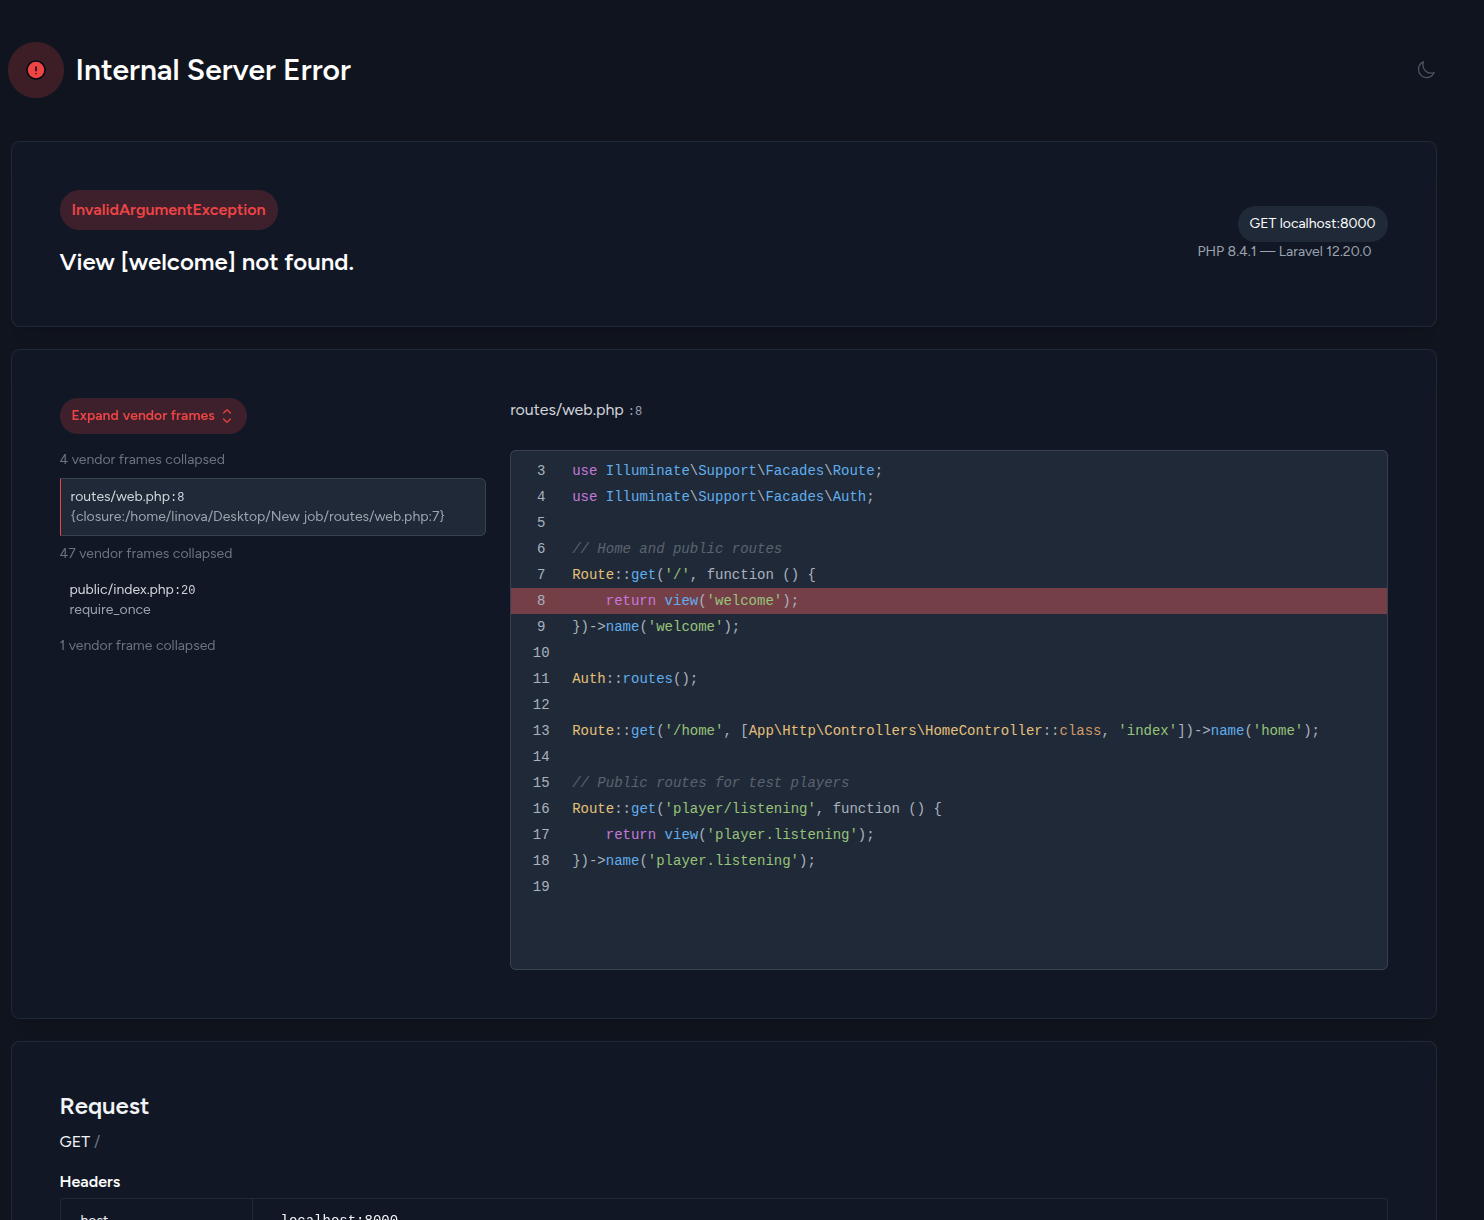 Internal Server Error
InvalidArgumentException
View [welcome] not found.
GET localhost:8000
PHP 8.4.1 — Laravel 12.20.0
Expand vendor frames
4 vendor frames collapsed
routes/web.php:8
{closure:/home/linova/Desktop/New job/routes/web.php:7}
47 vendor frames collapsed
public/index.php:20
require_once
1 vendor frame collapsed
routes/web.php :8
3 use Illuminate\Support\Facades\Route;
4 use Illuminate\Support\Facades\Auth;
5
6 // Home and public routes
7 Route::get('/', function () {
8     return view('welcome');
9 })->name('welcome');
10
11 Auth::routes();
12
13 Route::get('/home', [App\Http\Controllers\HomeController::class, 'index'])->name('home');
14
15 // Public routes for test players
16 Route::get('player/listening', function () {
17     return view('player.listening');
18 })->name('player.listening');
19
Request
GET /
Headers
host localhost:8000